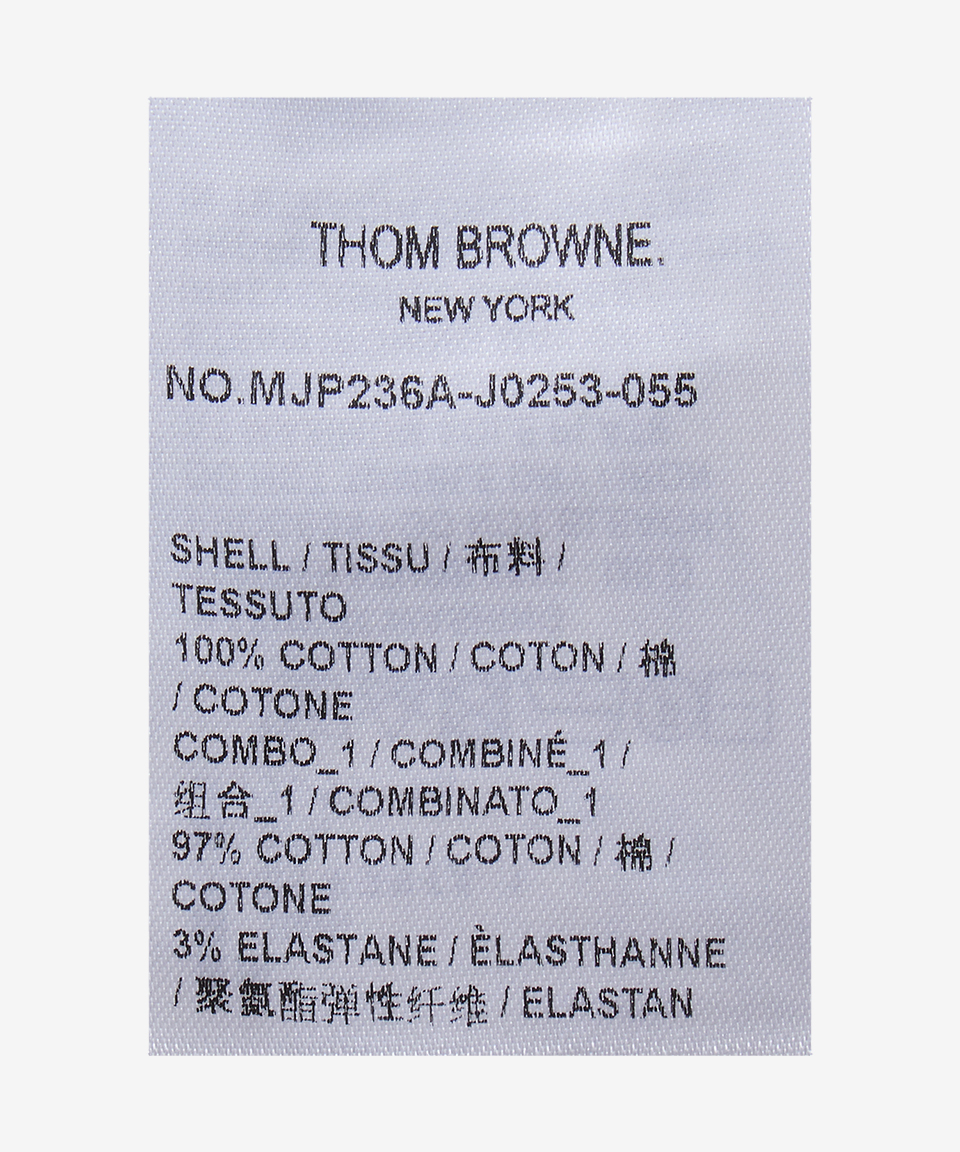 THOM BROWNE.
NEW YORK
NO.MJP236A-J0253-055
SHELL / TISSU / 布料 /
TESSUTO
100% COTTON / COTON / 棉
/ COTONE
COMBO_1 / COMBINÉ_1 /
组合_1 / COMBINATO_1
97% COTTON / COTON / 棉 /
COTONE
3% ELASTANE / ÈLASTHANNE
/ 聚氨酯弹性纤维 / ELASTAN